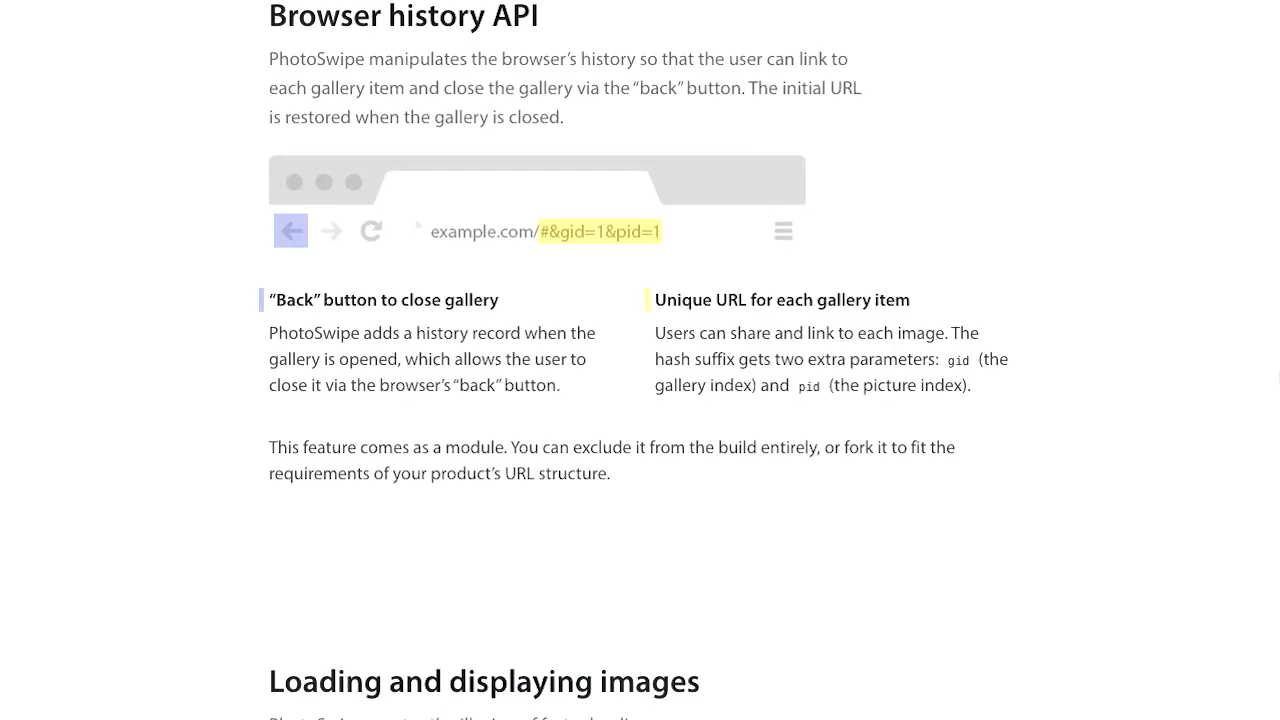 Browser history API
PhotoSwipe manipulates the browser’s history so that the user can link to
each gallery item and close the gallery via the “back” button. The initial URL
is restored when the gallery is closed.
example.com/#&gid=1&pid=1
“Back” button to close gallery
PhotoSwipe adds a history record when the
gallery is opened, which allows the user to
close it via the browser’s “back” button.
Unique URL for each gallery item
Users can share and link to each image. The
hash suffix gets two extra parameters: gid (the
gallery index) and pid (the picture index).
This feature comes as a module. You can exclude it from the build entirely, or fork it to fit the
requirements of your product’s URL structure.
Loading and displaying images